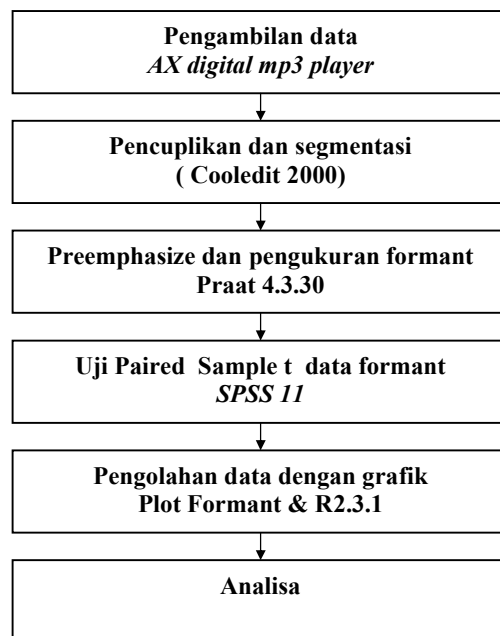 Pengambilan data
AX digital mp3 player
Pencuplikan dan segmentasi
( Cooledit 2000)
Preemphasize dan pengukuran formant
Praat 4.3.30
Uji Paired Sample t data formant
SPSS 11
Pengolahan data dengan grafik
Plot Formant & R2.3.1
Analisa